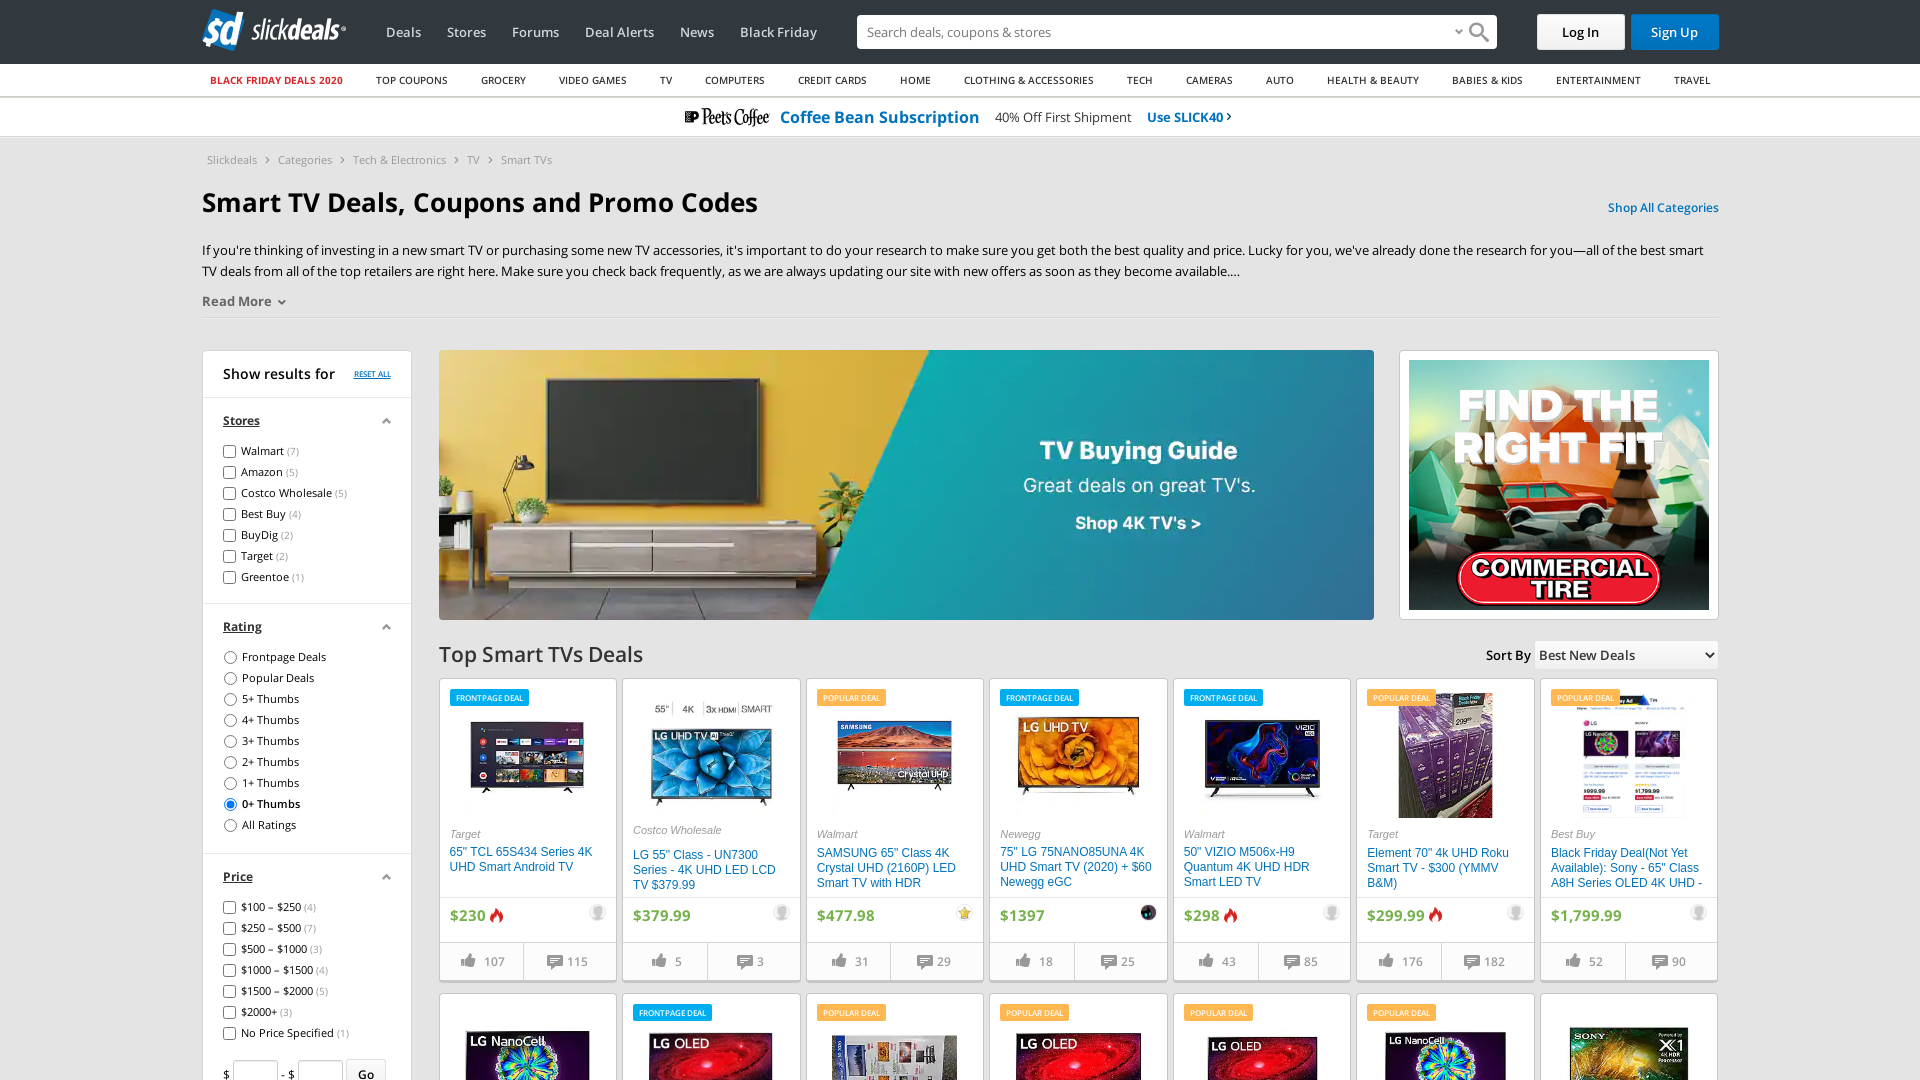 slickdeals
Deals
Stores
Forums
Deal Alerts
News
Black Friday
Search deals, coupons & stores
Log In
Sign Up
BLACK FRIDAY DEALS 2020
TOP COUPONS
GROCERY
VIDEO GAMES
TV
COMPUTERS
CREDIT CARDS
HOME
CLOTHING & ACCESSORIES
TECH
CAMERAS
AUTO
HEALTH & BEAUTY
BABIES & KIDS
ENTERTAINMENT
TRAVEL
Peet's Coffee Coffee Bean Subscription 40% Off First Shipment Use SLICK40 >
Slickdeals > Categories > Tech & Electronics > TV > Smart TVs
Smart TV Deals, Coupons and Promo Codes
Shop All Categories
If you're thinking of investing in a new smart TV or purchasing some new TV accessories, it's important to do your research to make sure you get both the best quality and price. Lucky for you, we've already done the research for you—all of the best smart
TV deals from all of the top retailers are right here. Make sure you check back frequently, as we are always updating our site with new offers as soon as they become available....
Read More
Show results for
RESET ALL
Stores
Walmart (7)
Amazon (5)
Costco Wholesale (5)
Best Buy (4)
BuyDig (2)
Target (2)
Greentoe (1)
Rating
Frontpage Deals
Popular Deals
5+ Thumbs
4+ Thumbs
3+ Thumbs
2+ Thumbs
1+ Thumbs
0+ Thumbs
All Ratings
Price
$100 – $250 (4)
$250 – $500 (7)
$500 – $1000 (3)
$1000 – $1500 (4)
$1500 – $2000 (5)
$2000+ (3)
No Price Specified (1)
$ - $ Go
TV Buying Guide
Great deals on great TV's.
Shop 4K TV's >
FIND THE
RIGHT FIT
COMMERCIAL
TIRE
Top Smart TVs Deals
Sort By Best New Deals
FRONTPAGE DEAL
Target
65" TCL 65S434 Series 4K
UHD Smart Android TV
$230
107
115
55" 4K 3x HDMI SMART
LG UHD TV AI ThinQ
Costco Wholesale
LG 55" Class - UN7300
Series - 4K UHD LED LCD
TV $379.99
$379.99
5
3
POPULAR DEAL
SAMSUNG
Crystal UHD
Walmart
SAMSUNG 65" Class 4K
Crystal UHD (2160P) LED
Smart TV with HDR
$477.98
31
29
FRONTPAGE DEAL
LG UHD TV
Newegg
75" LG 75NANO85UNA 4K
UHD Smart TV (2020) + $60
Newegg eGC
$1397
18
25
FRONTPAGE DEAL
VIZIO
Walmart
50" VIZIO M506x-H9
Quantum 4K UHD HDR
Smart LED TV
$298
43
85
POPULAR DEAL
Target
Element 70" 4k UHD Roku
Smart TV - $300 (YMMV
B&M)
$299.99
176
182
POPULAR DEAL
LG
SONY
$999.99
$1,799.99
Best Buy
Black Friday Deal(Not Yet
Available): Sony - 65" Class
A8H Series OLED 4K UHD -
$1,799.99
52
90
LG NanoCell
FRONTPAGE DEAL
LG OLED
POPULAR DEAL
POPULAR DEAL
LG OLED
POPULAR DEAL
LG OLED
POPULAR DEAL
LG NanoCell
SONY
Powered by
X1
4K HDR
Processor